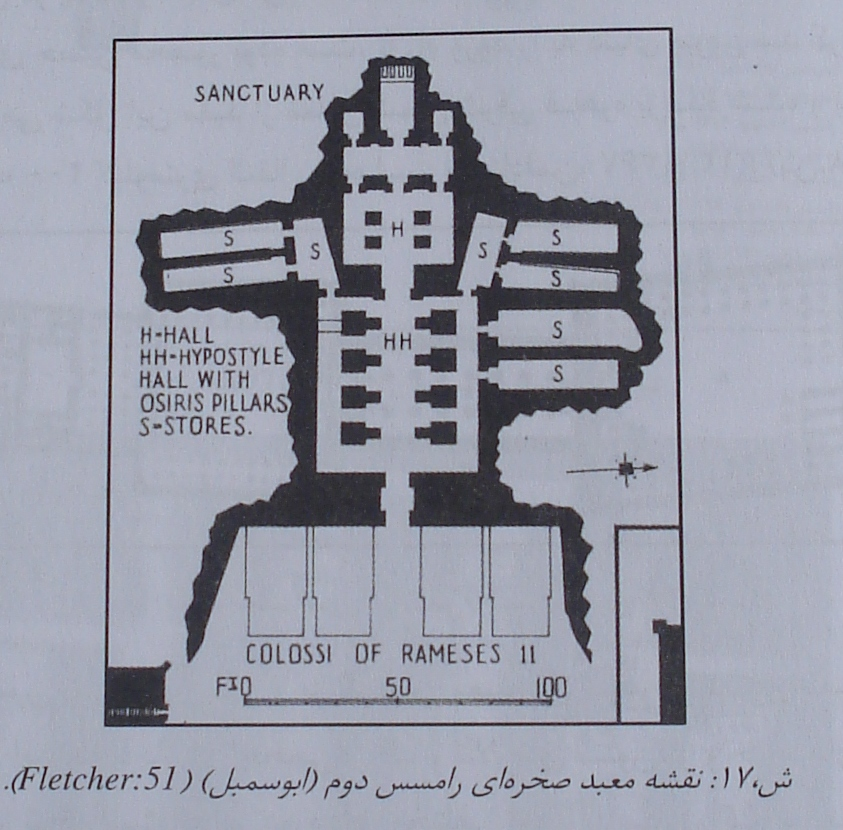 SANCTUARY
H
S
S
S
S
S
S
S
S
HH
H=HALL
HH=HYPOSTYLE
HALL WITH
OSIRIS PILLARS
S=STORES.
COLOSSI OF RAMESES 11
FT 0 50 100
ش،۱۷: نقشه معبد صخره‌ای رامسس دوم (ابوسمبل) (Fletcher:51).